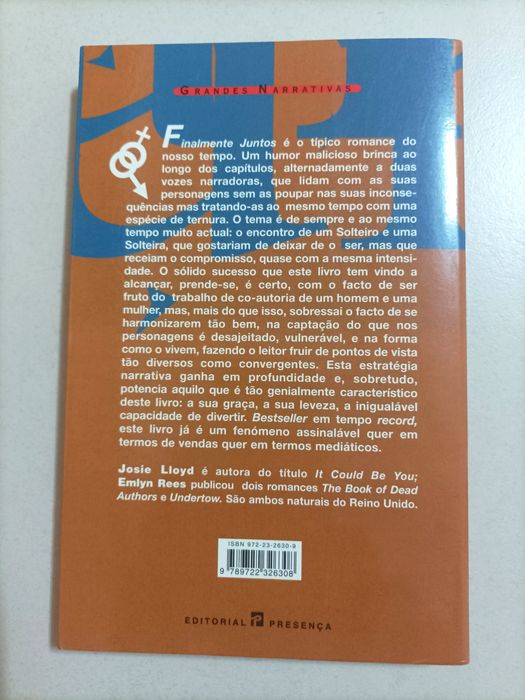 GRANDES NARRATIVAS
Finalmente Juntos é o típico romance do
nosso tempo. Um humor malicioso brinca ao
longo dos capítulos, alternadamente a duas
vozes narradoras, que lidam com as suas
personagens sem as poupar nas suas inconse-
quências mas tratando-as ao mesmo tempo com uma
espécie de ternura. O tema é de sempre e ao mesmo
tempo muito actual: o encontro de um Solteiro e uma
Solteira, que gostariam de deixar de o ser, mas que
receiam o compromisso, quase com a mesma intensi-
dade. O sólido sucesso que este livro tem vindo a
alcançar, prende-se, é certo, com o facto de ser
fruto do trabalho de co-autoria de um homem e uma
mulher, mas, mais do que isso, sobressai o facto de se
harmonizarem tão bem, na captação do que nos
personagens é desajeitado, vulnerável, e na forma
como o vivem, fazendo o leitor fruir de pontos de vista
tão diversos como convergentes. Esta estratégia
narrativa ganha em profundidade e, sobretudo,
potencia aquilo que é tão genialmente característico
deste livro: a sua graça, a sua leveza, a inigualável
capacidade de divertir. Bestseller em tempo record,
este livro já é um fenómeno assinalável quer em
termos de vendas quer em termos mediáticos.
Josie Lloyd é autora do título It Could Be You;
Emlyn Rees publicou dois romances The Book of Dead
Authors e Undertow. São ambos naturais do Reino Unido.
ISBN 972-23-2630-9
9 789722 326308
EDITORIAL PRESENÇA